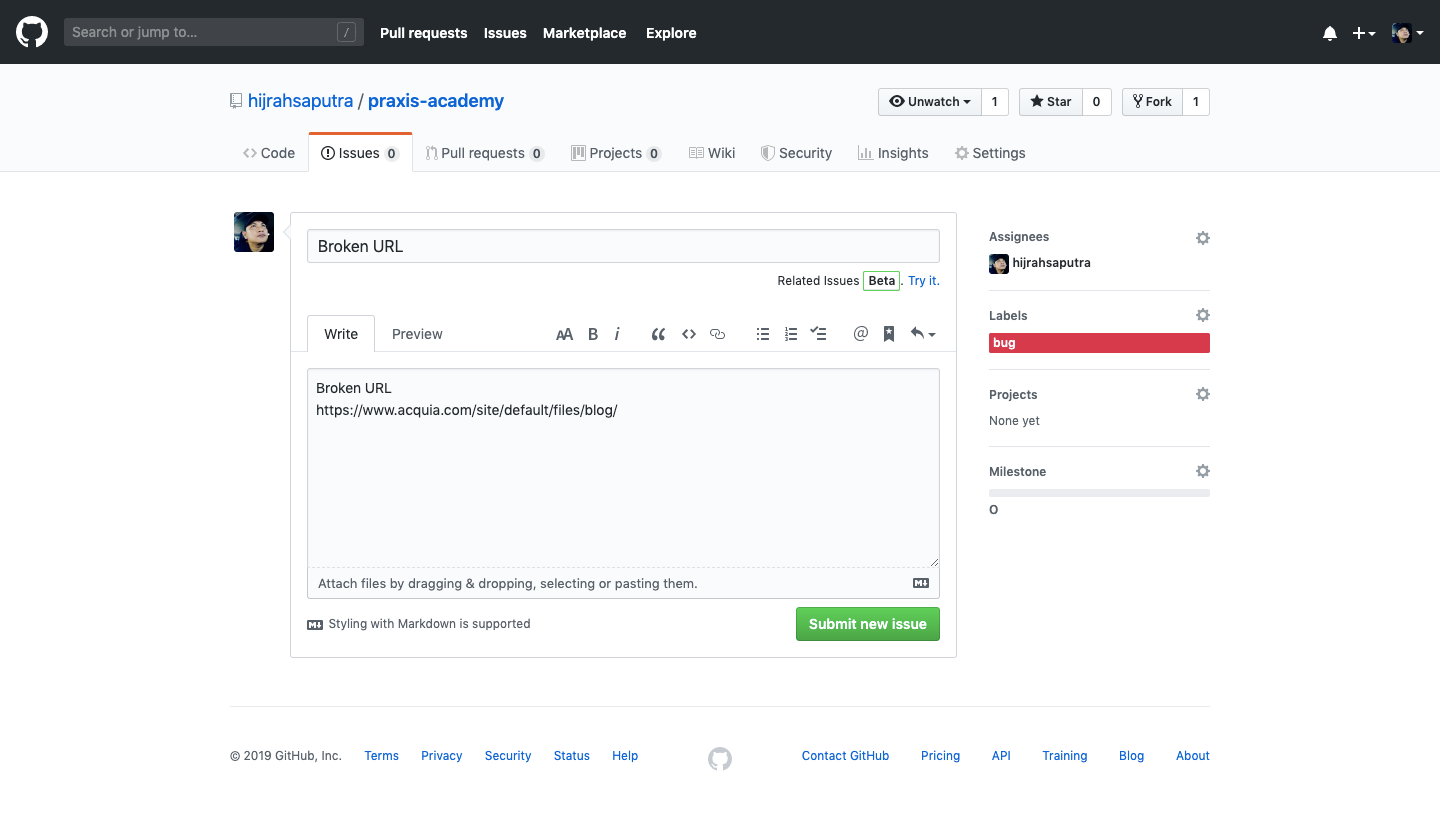 Search or jump to... /
Pull requests Issues Marketplace Explore
hijrahsaputra / praxis-academy
Unwatch 1 Star 0 Fork 1
Code Issues 0 Pull requests 0 Projects 0 Wiki Security Insights Settings
Broken URL
Related Issues Beta. Try it.
Write Preview
AA B i @
Broken URL
https://www.acquia.com/site/default/files/blog/
Attach files by dragging & dropping, selecting or pasting them.
Styling with Markdown is supported
Submit new issue
Assignees
hijrahsaputra
Labels
bug
Projects
None yet
Milestone
O
© 2019 GitHub, Inc. Terms Privacy Security Status Help
Contact GitHub Pricing API Training Blog About